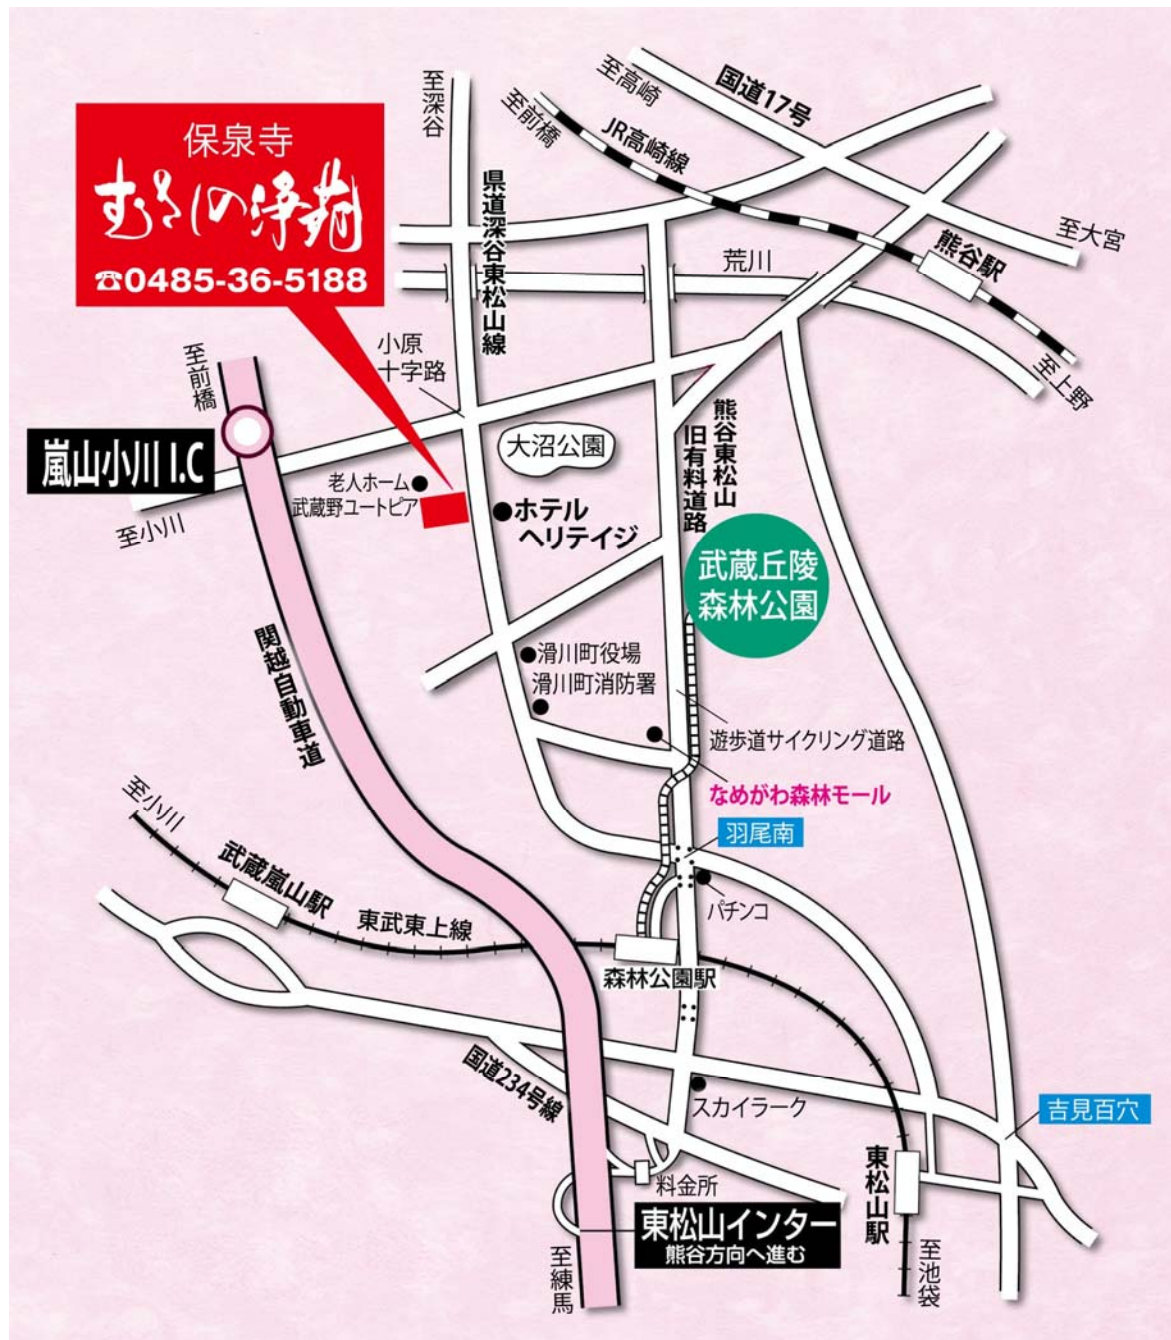 至高崎
国道17号
至前橋
JR高崎線
至深谷
県道深谷東松山線
保泉寺
むさしの浄苑
☎0485-36-5188
至大宮
熊谷駅
荒川
至上野
小原
十字路
至前橋
嵐山小川 I.C
至小川
大沼公園
熊谷東松山
旧有料道路
老人ホーム
武蔵野ユートピア
ホテル
ヘリテイジ
武蔵丘陵
森林公園
関越自動車道
滑川町役場
滑川町消防署
遊歩道サイクリング道路
なめがわ森林モール
羽尾南
至小川
武蔵嵐山駅
東武東上線
パチンコ
森林公園駅
国道234号線
スカイラーク
吉見百穴
料金所
東松山駅
東松山インター
熊谷方向へ進む
至練馬
至池袋